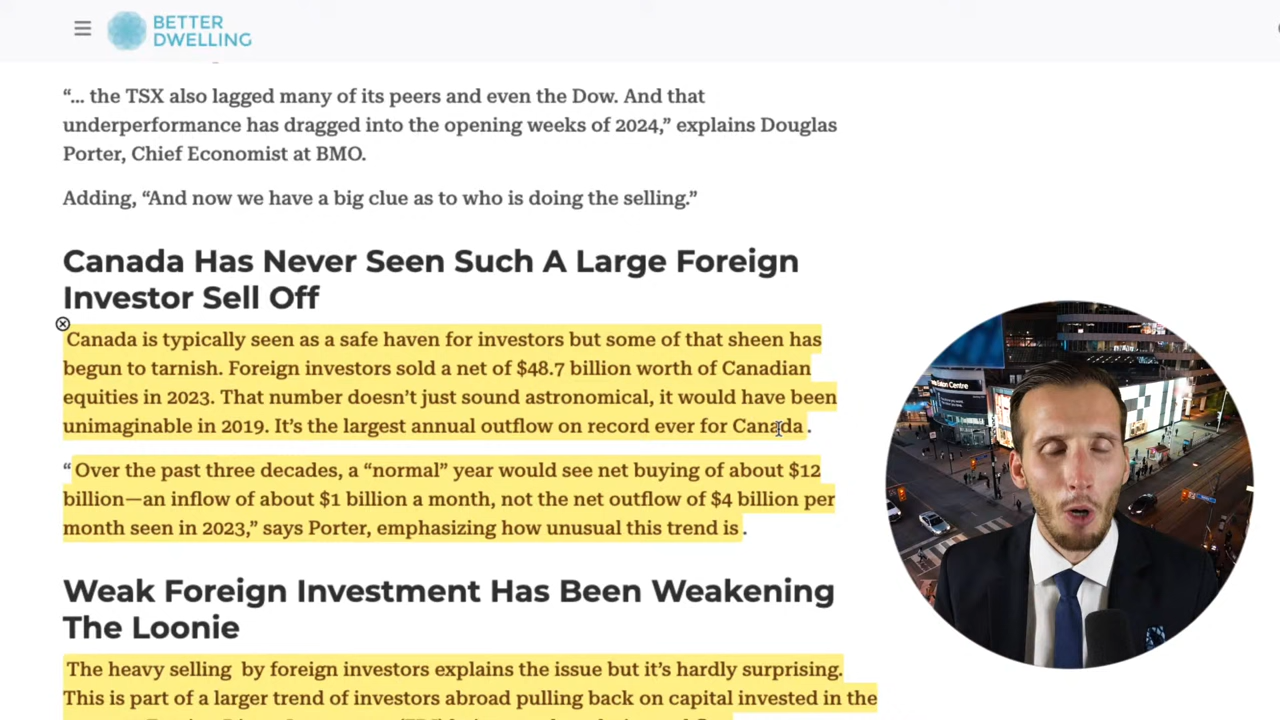 BETTER
DWELLING
“... the TSX also lagged many of its peers and even the Dow. And that
underperformance has dragged into the opening weeks of 2024,” explains Douglas
Porter, Chief Economist at BMO.
Adding, “And now we have a big clue as to who is doing the selling.”
Canada Has Never Seen Such A Large Foreign
Investor Sell Off
Canada is typically seen as a safe haven for investors but some of that sheen has
begun to tarnish. Foreign investors sold a net of $48.7 billion worth of Canadian
equities in 2023. That number doesn’t just sound astronomical, it would have been
unimaginable in 2019. It’s the largest annual outflow on record ever for Canada.
“Over the past three decades, a “normal” year would see net buying of about $12
billion—an inflow of about $1 billion a month, not the net outflow of $4 billion per
month seen in 2023,” says Porter, emphasizing how unusual this trend is.
Weak Foreign Investment Has Been Weakening
The Loonie
The heavy selling by foreign investors explains the issue but it’s hardly surprising.
This is part of a larger trend of investors abroad pulling back on capital invested in the